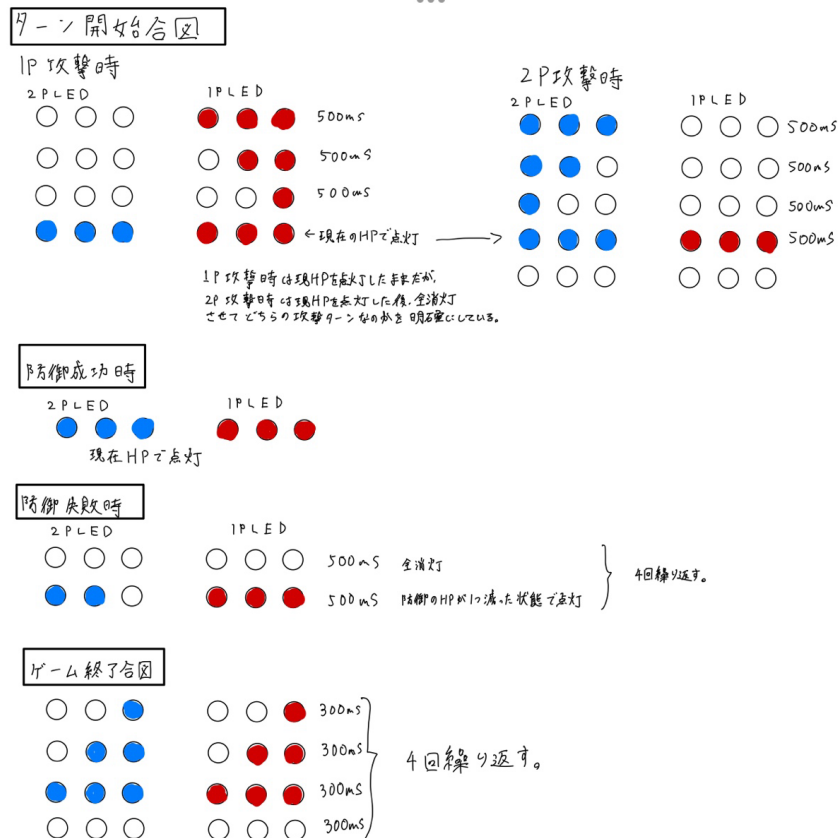 ターン開始合図
1P攻撃時
2PLED
1PLED
500ms
500ms
500ms
←現在のHPで点灯
2P攻撃時
2PLED
1PLED
500ms
500ms
500ms
500ms
1P攻撃時は現HPを点灯したままだが、
2P攻撃時は現HPを点灯した後、全消灯
させてどちらの攻撃ターンなのかを明確にしている。
防御成功時
2PLED
1PLED
現在HPで点灯
防御失敗時
2PLED
1PLED
500ms 全消灯
500ms 防御のHPが1つ減った状態で点灯
4回繰り返す。
ゲーム終了合図
300ms
300ms
300ms
300ms
4回繰り返す。